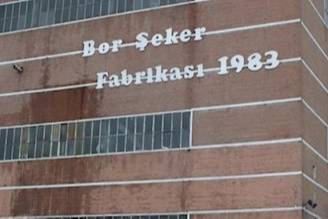 Bor Şeker
Fabrikası 1983